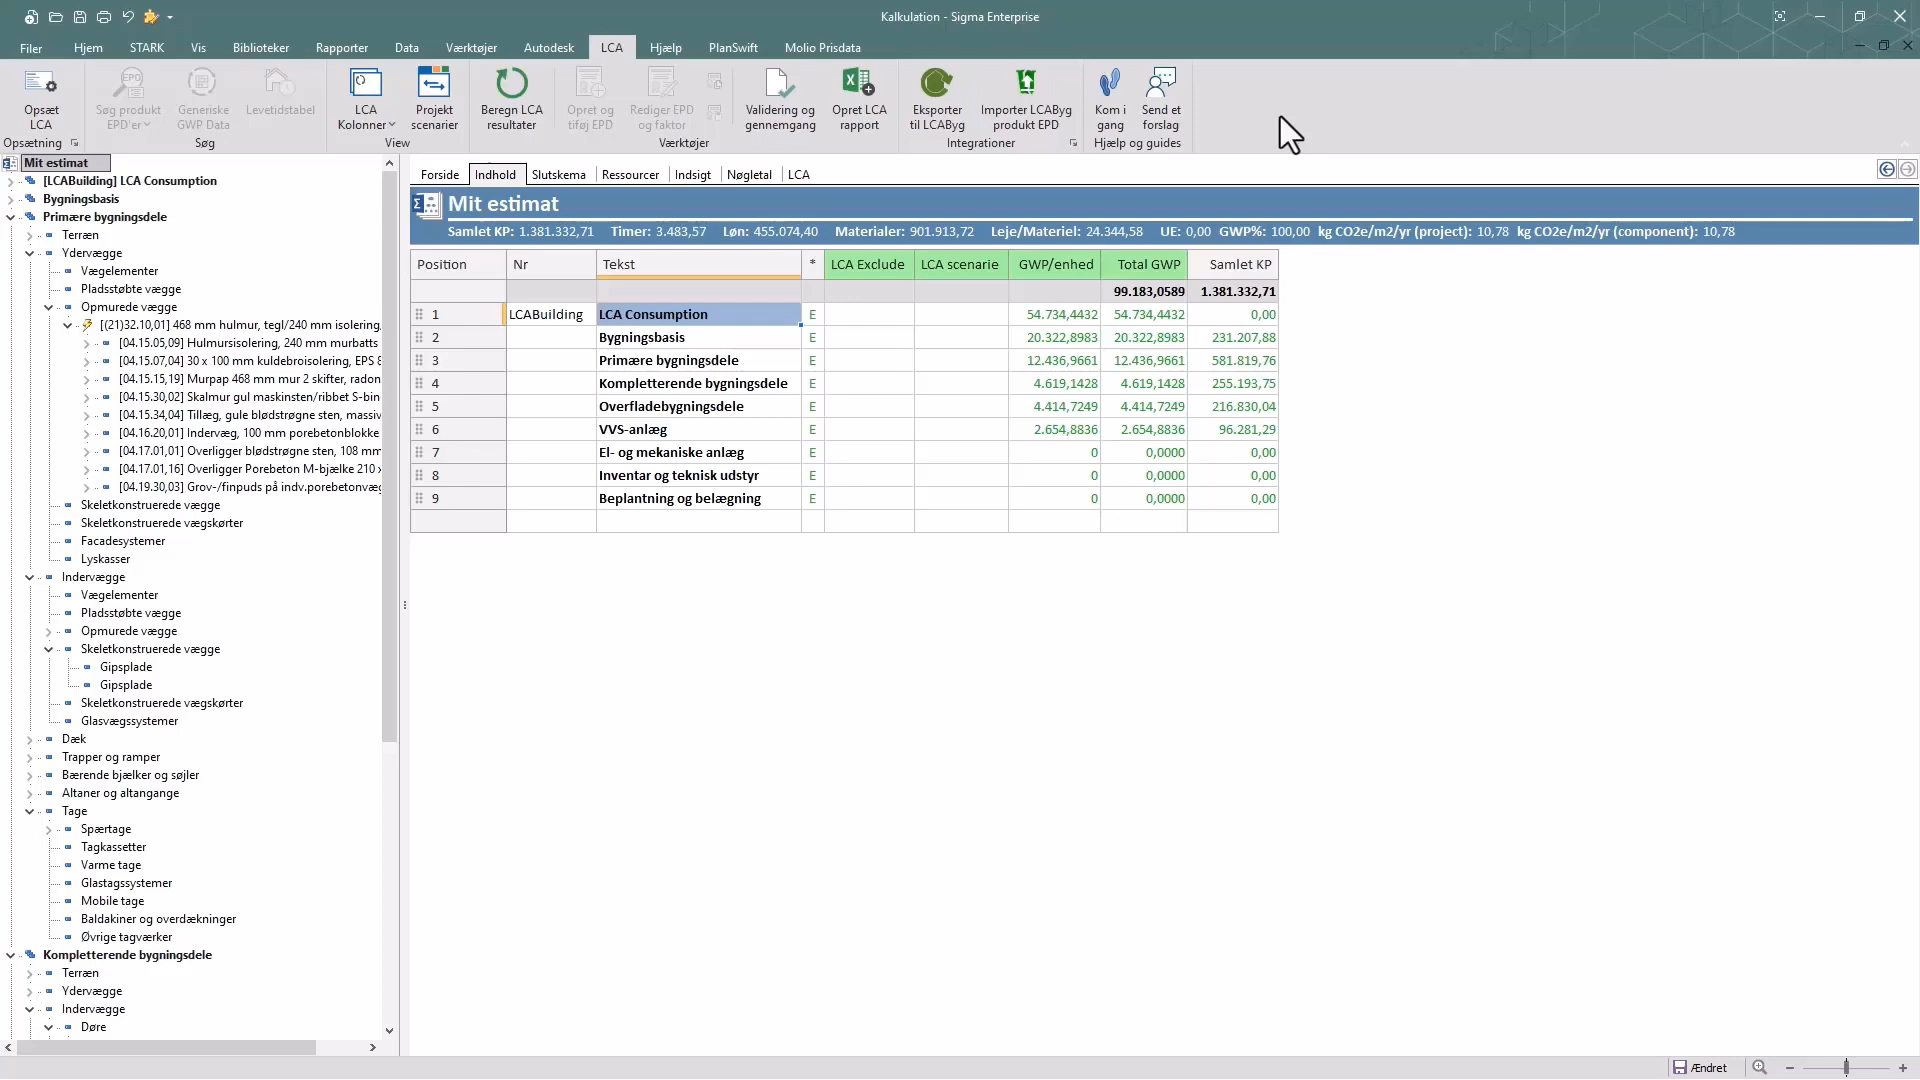 Kalkulation - Sigma Enterprise
Filer Hjem STARK Vis Biblioteker Rapporter Data Værktøjer Autodesk LCA Hjælp PlanSwift Molio Prisdata
Opsæt LCA
Søg produkt EPD'er
Generiske GWP Data
Levetidstabel
LCA Kolonner
Projekt scenarier
Beregn LCA resultater
Opret og tiføj EPD
Rediger EPD og faktor
Validering og gennemgang
Opret LCA rapport
Eksporter til LCAByg
Importer LCAByg produkt EPD
Kom i gang
Send et forslag
Opsætning Søg View Værktøjer Integrationer Hjælp og guides
Mit estimat
[LCABuilding] LCA Consumption
Bygningsbasis
Primære bygningsdele
Terræn
Ydervægge
Vægelementer
Pladsstøbte vægge
Opmurede vægge
[(21)32.10,01] 468 mm hulmur, tegl/240 mm isolering,
[04.15.05,09] Hulmursisolering, 240 mm murbatts
[04.15.07,04] 30 x 100 mm kuldebroisolering, EPS 8
[04.15.15,19] Murpap 468 mm mur 2 skifter, radon
[04.15.30,02] Skalmur gul maskinsten/ribbet S-bin
[04.15.34,04] Tillæg, gule blødstrøgne sten, massiv
[04.16.20,01] Indervæg, 100 mm porebetonblokke
[04.17.01,01] Overligger blødstrøgne sten, 108 mm
[04.17.01,16] Overligger Porebeton M-bjælke 210 x
[04.19.30,03] Grov-/finpuds på indv.porebetonvæg
Skeletkonstruerede vægge
Skeletkonstruerede vægskørter
Facadesystemer
Lyskasser
Indervægge
Vægelementer
Pladsstøbte vægge
Opmurede vægge
Skeletkonstruerede vægge
Gipsplade
Gipsplade
Skeletkonstruerede vægskørter
Glasvægssystemer
Dæk
Trapper og ramper
Bærende bjælker og søjler
Altaner og altangange
Tage
Spærtage
Tagkassetter
Varme tage
Glastagssystemer
Mobile tage
Baldakiner og overdækninger
Øvrige tagværker
Kompletterende bygningsdele
Terræn
Ydervægge
Indervægge
Døre
Forside Indhold Slutskema Ressourcer Indsigt Nøgletal LCA
Mit estimat
Samlet KP: 1.381.332,71 Timer: 3.483,57 Løn: 455.074,40 Materialer: 901.913,72 Leje/Materiel: 24.344,58 UE: 0,00 GWP%: 100,00 kg CO2e/m2/yr (project): 10,78 kg CO2e/m2/yr (component): 10,78
Position Nr Tekst * LCA Exclude LCA scenarie GWP/enhed Total GWP Samlet KP
99.183,0589 1.381.332,71
1 LCABuilding LCA Consumption E 54.734,4432 54.734,4432 0,00
2 Bygningsbasis E 20.322,8983 20.322,8983 231.207,88
3 Primære bygningsdele E 12.436,9661 12.436,9661 581.819,76
4 Kompletterende bygningsdele E 4.619,1428 4.619,1428 255.193,75
5 Overfladebygningsdele E 4.414,7249 4.414,7249 216.830,04
6 VVS-anlæg E 2.654,8836 2.654,8836 96.281,29
7 El- og mekaniske anlæg E 0 0,0000 0,00
8 Inventar og teknisk udstyr E 0 0,0000 0,00
9 Beplantning og belægning E 0 0,0000 0,00
Ændret